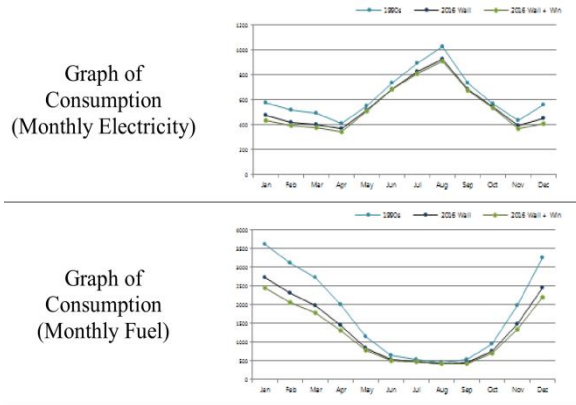 1990s 2016 Wall 2016 Wall + Win
Graph of
Consumption
(Monthly Electricity)
1200
1000
800
600
400
200
0
Jan Feb Mar Apr May Jun Jul Aug Sep Oct Nov Dec
1990s 2016 Wall 2016 Wall + Win
Graph of
Consumption
(Monthly Fuel)
4000
3500
3000
2500
2000
1500
1000
500
0
Jan Feb Mar Apr May Jun Jul Aug Sep Oct Nov Dec